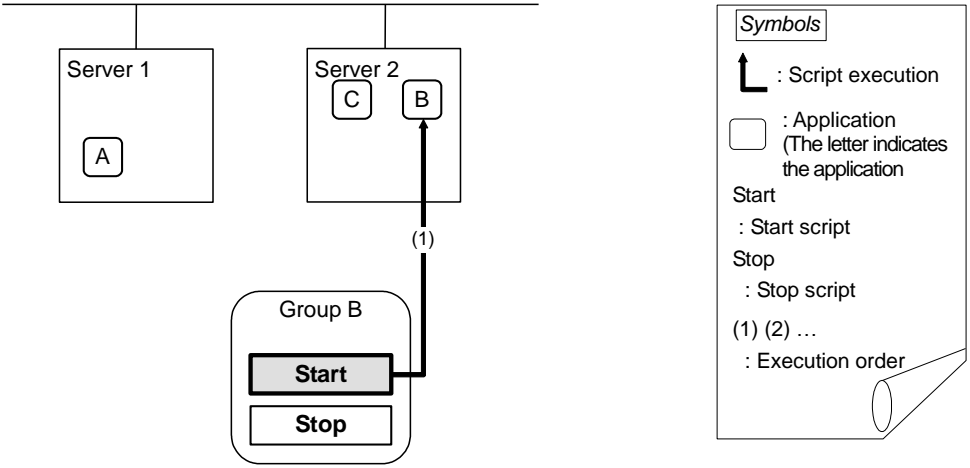 Server 1
A
Server 2
C
B
(1)
Group B
Start
Stop
Symbols
: Script execution
: Application
(The letter indicates
the application
Start
: Start script
Stop
: Stop script
(1) (2) …
: Execution order